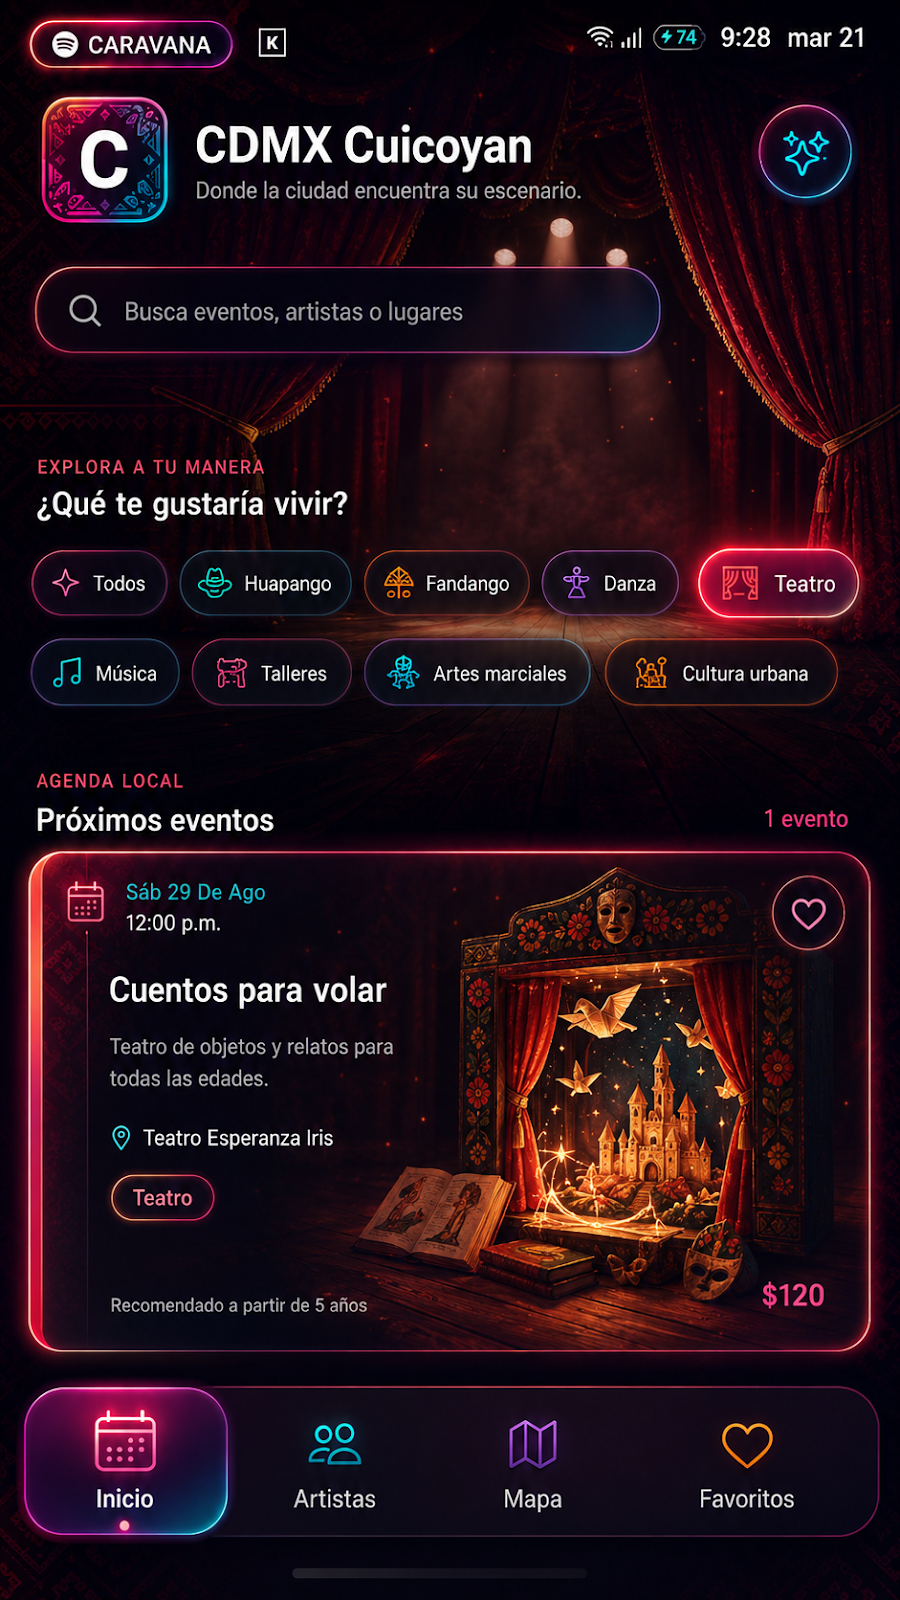 CARAVANA K 74 9:28 mar 21
C
CDMX Cuicoyan
Donde la ciudad encuentra su escenario.
Busca eventos, artistas o lugares
EXPLORA A TU MANERA
¿Qué te gustaría vivir?
Todos Huapango Fandango Danza Teatro
Música Talleres Artes marciales Cultura urbana
AGENDA LOCAL
Próximos eventos 1 evento
Sáb 29 De Ago
12:00 p.m.
Cuentos para volar
Teatro de objetos y relatos para
todas las edades.
Teatro Esperanza Iris
Teatro
Recomendado a partir de 5 años
$120
Inicio Artistas Mapa Favoritos